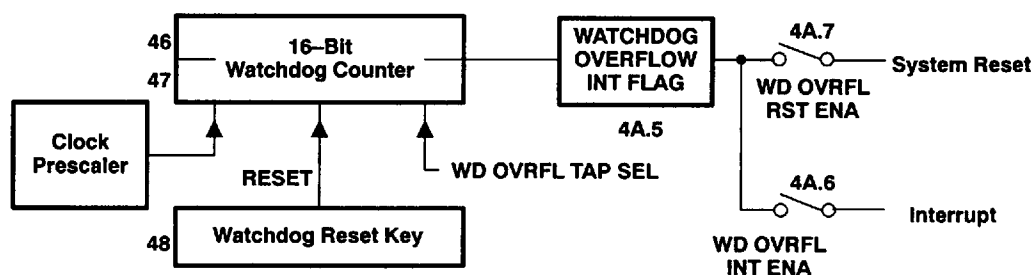 46
47
16–Bit
Watchdog Counter
WATCHDOG
OVERFLOW
INT FLAG
4A.5
4A.7
System Reset
WD OVRFL
RST ENA
Clock
Prescaler
RESET
WD OVRFL TAP SEL
4A.6
Interrupt
WD OVRFL
INT ENA
48
Watchdog Reset Key